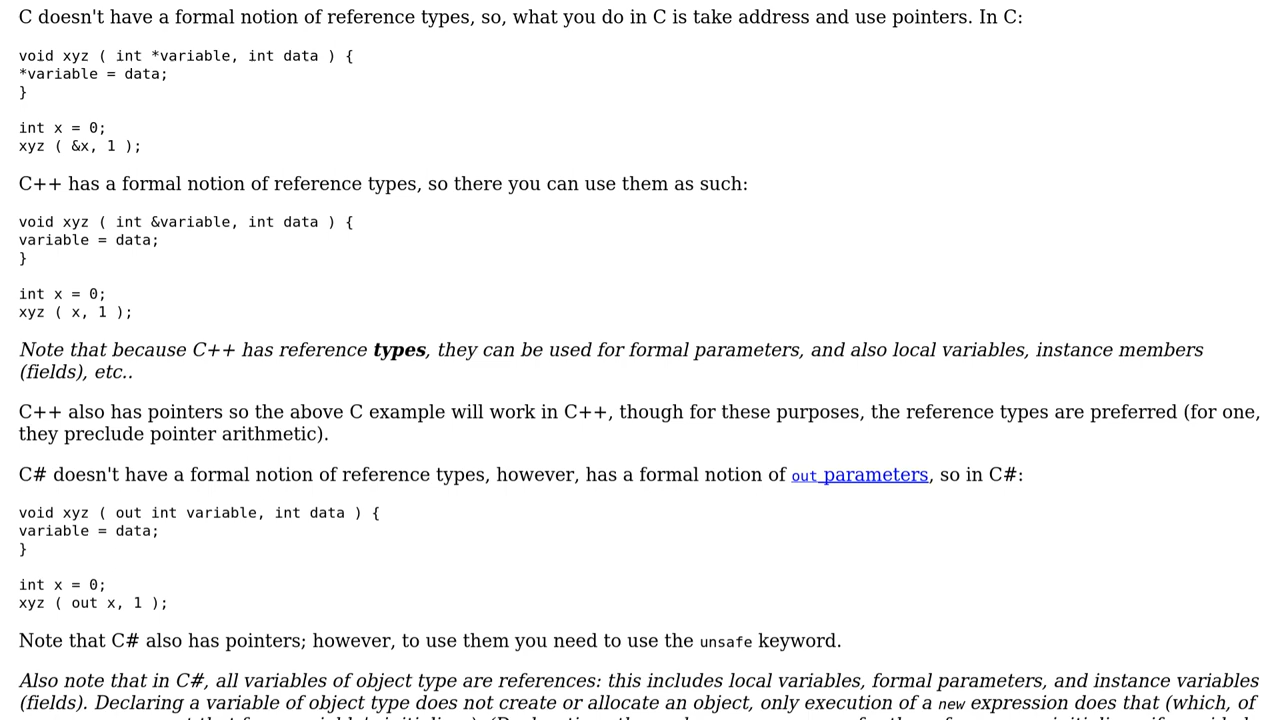 C doesn't have a formal notion of reference types, so, what you do in C is take address and use pointers. In C:
void xyz ( int *variable, int data ) {
*variable = data;
}
int x = 0;
xyz ( &x, 1 );
C++ has a formal notion of reference types, so there you can use them as such:
void xyz ( int &variable, int data ) {
variable = data;
}
int x = 0;
xyz ( x, 1 );
Note that because C++ has reference types, they can be used for formal parameters, and also local variables, instance members
(fields), etc..
C++ also has pointers so the above C example will work in C++, though for these purposes, the reference types are preferred (for one,
they preclude pointer arithmetic).
C# doesn't have a formal notion of reference types, however, has a formal notion of out parameters, so in C#:
void xyz ( out int variable, int data ) {
variable = data;
}
int x = 0;
xyz ( out x, 1 );
Note that C# also has pointers; however, to use them you need to use the unsafe keyword.
Also note that in C#, all variables of object type are references: this includes local variables, formal parameters, and instance variables
(fields). Declaring a variable of object type does not create or allocate an object, only execution of a new expression does that (which, of